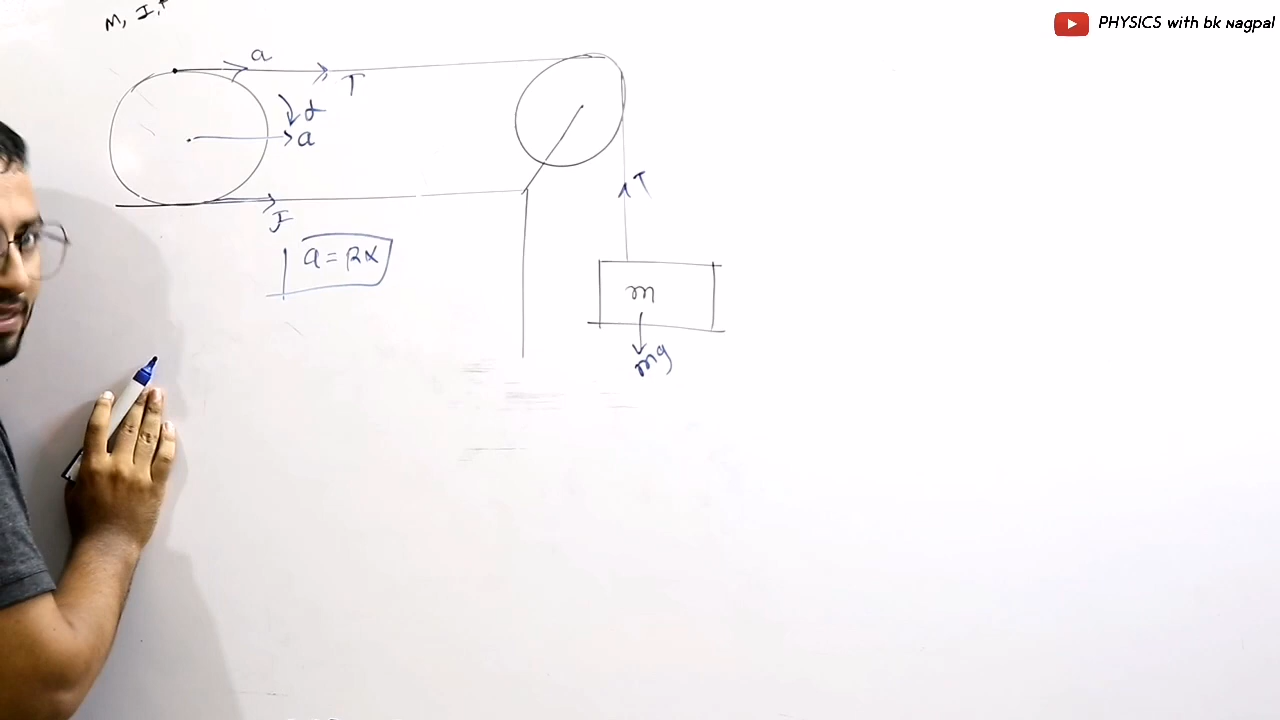 PHYSICS with bk Nagpal
M, I,
a
T
α
a
f
T
a = Rα
m
mg